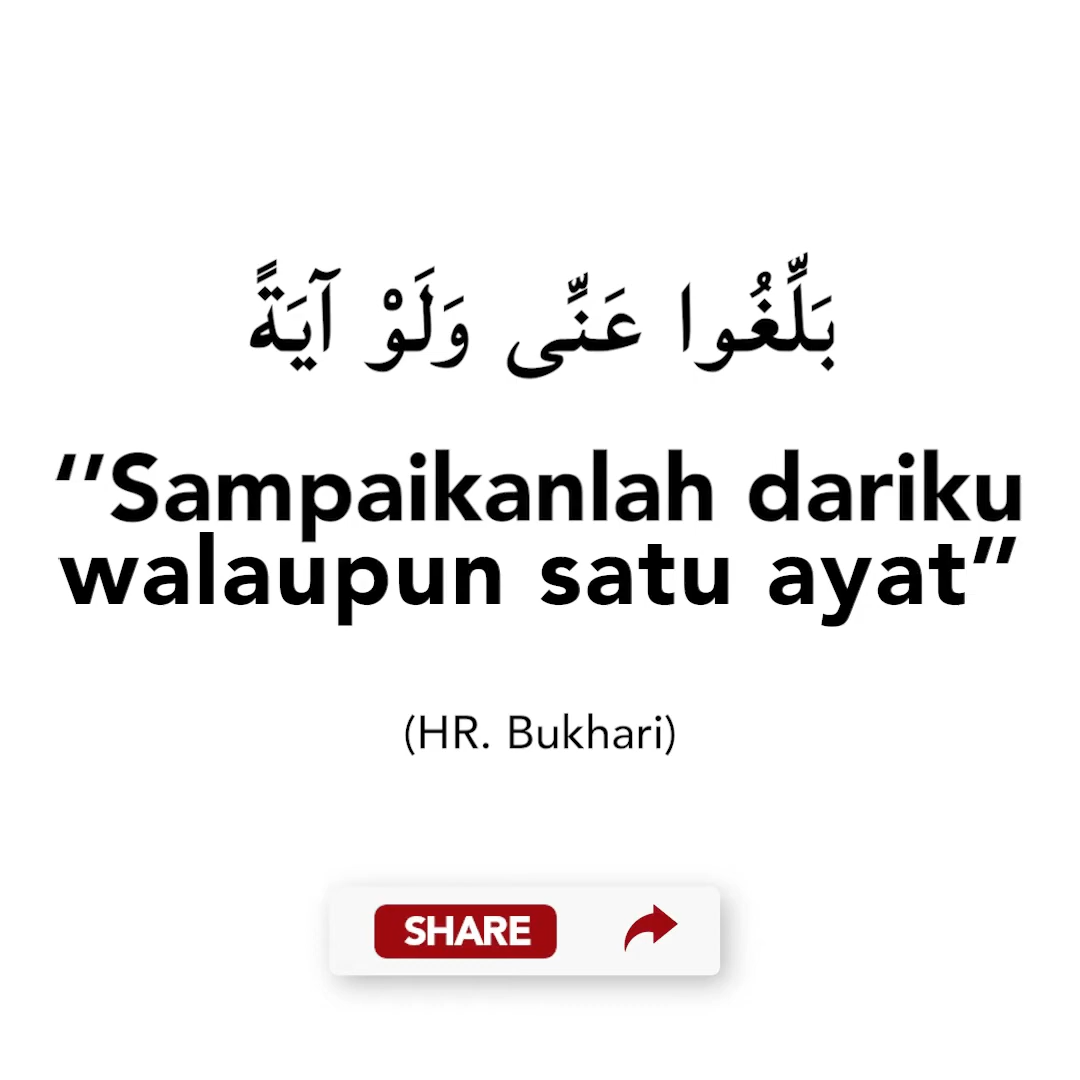 بَلِّغُوا عَنِّى وَلَوْ آيَةً
‘‘Sampaikanlah dariku
walaupun satu ayat”
(HR. Bukhari)
SHARE